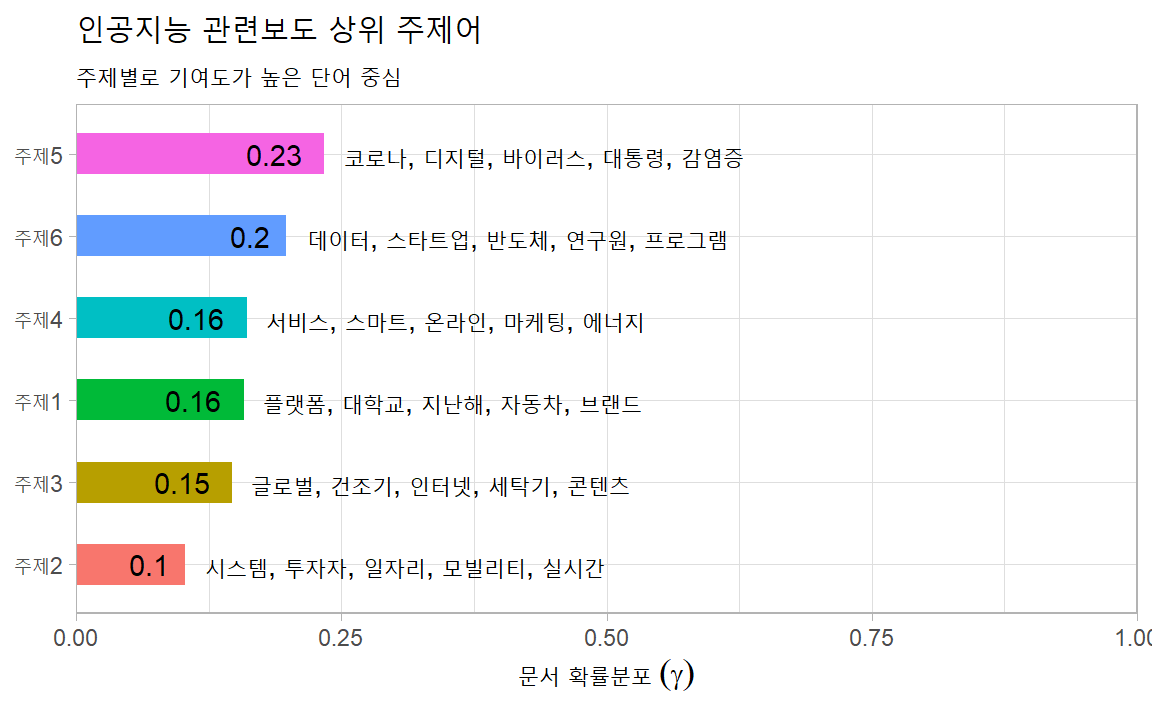 인공지능 관련보도 상위 주제어
주제별로 기여도가 높은 단어 중심
주제5 0.23 코로나, 디지털, 바이러스, 대통령, 감염증
주제6 0.2 데이터, 스타트업, 반도체, 연구원, 프로그램
주제4 0.16 서비스, 스마트, 온라인, 마케팅, 에너지
주제1 0.16 플랫폼, 대학교, 지난해, 자동차, 브랜드
주제3 0.15 글로벌, 건조기, 인터넷, 세탁기, 콘텐츠
주제2 0.1 시스템, 투자자, 일자리, 모빌리티, 실시간
0.00 0.25 0.50 0.75 1.00
문서 확률분포 (γ)